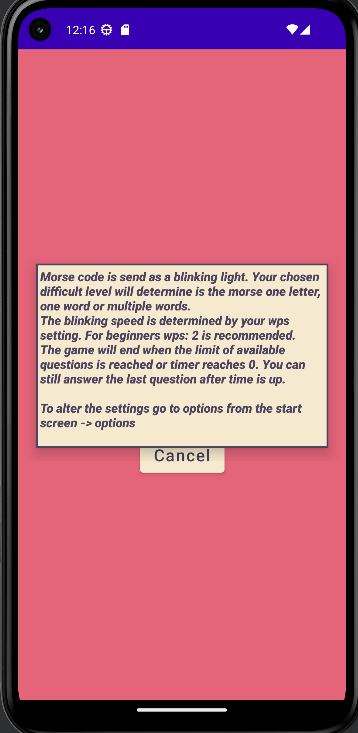 12:16
Morse code is send as a blinking light. Your chosen
difficult level will determine is the morse one letter,
one word or multiple words.
The blinking speed is determined by your wps
setting. For beginners wps: 2 is recommended.
The game will end when the limit of available
questions is reached or timer reaches 0. You can
still answer the last question after time is up.
To alter the settings go to options from the start
screen -> options
Cancel